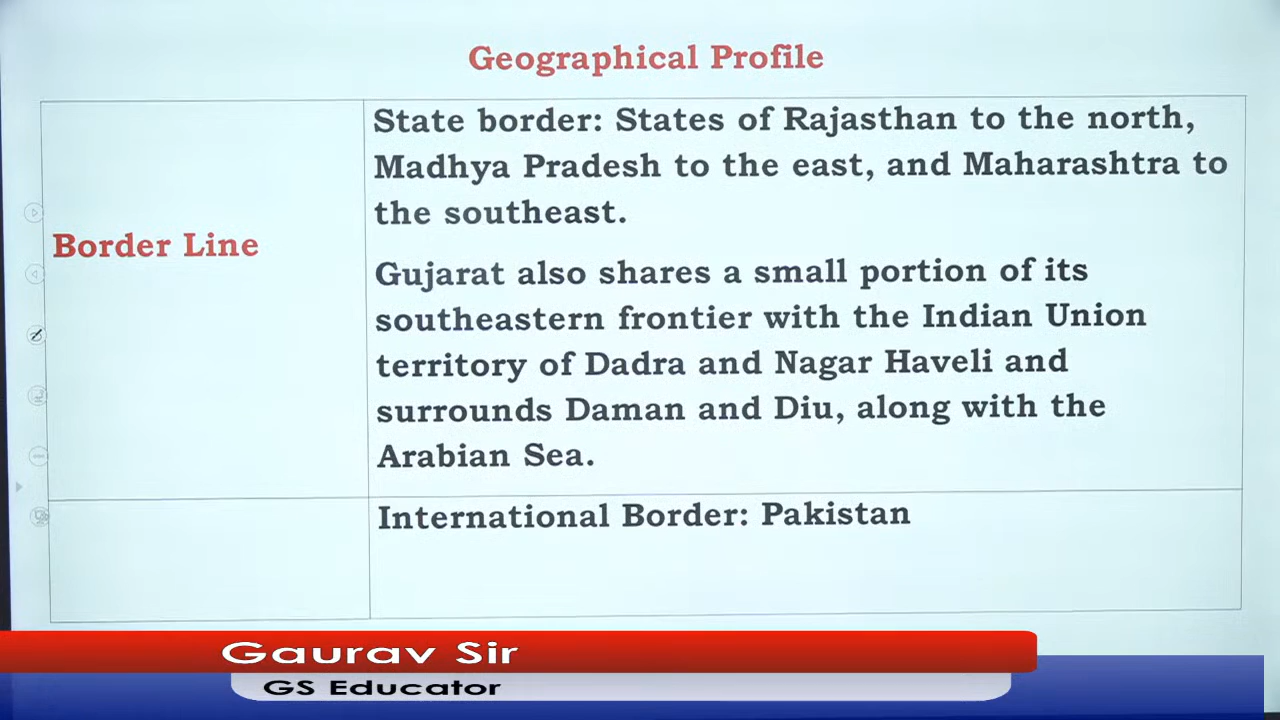 Geographical Profile
State border: States of Rajasthan to the north,
Madhya Pradesh to the east, and Maharashtra to
the southeast.
Border Line
Gujarat also shares a small portion of its
southeastern frontier with the Indian Union
territory of Dadra and Nagar Haveli and
surrounds Daman and Diu, along with the
Arabian Sea.
International Border: Pakistan
Gaurav Sir
GS Educator